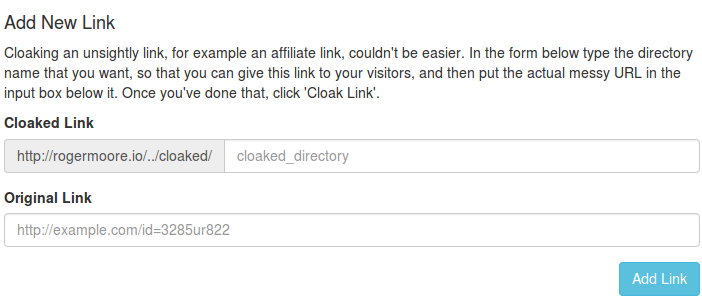 Add New Link
Cloaking an unsightly link, for example an affiliate link, couldn't be easier. In the form below type the directory
name that you want, so that you can give this link to your visitors, and then put the actual messy URL in the
input box below it. Once you've done that, click 'Cloak Link'.
Cloaked Link
http://rogermoore.io/../cloaked/ cloaked_directory
Original Link
http://example.com/id=3285ur822
Add Link